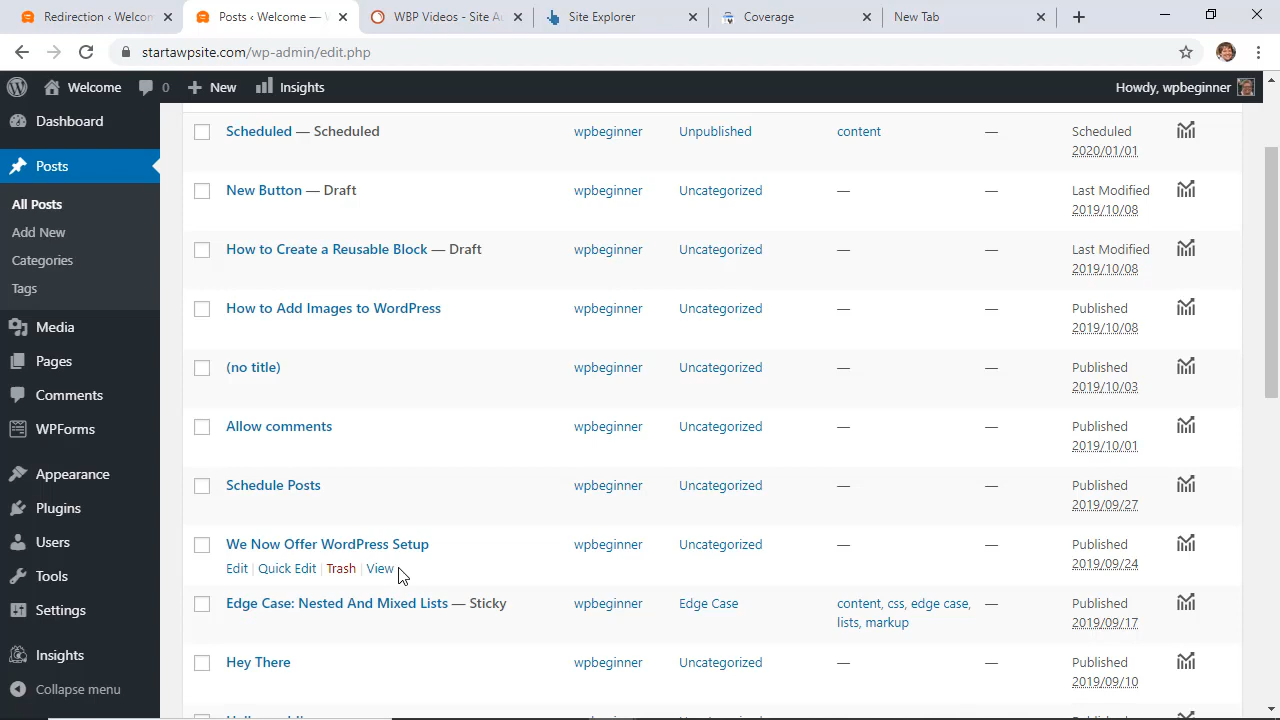 Redirection ‹ Welcome
Posts ‹ Welcome — W
WBP Videos - Site Au
Site Explorer
Coverage
New Tab
startawpsite.com/wp-admin/edit.php
Welcome 0 New Insights Howdy, wpbeginner
Dashboard
Posts
All Posts
Add New
Categories
Tags
Media
Pages
Comments
WPForms
Appearance
Plugins
Users
Tools
Settings
Insights
Collapse menu
Scheduled — Scheduled wpbeginner Unpublished content — Scheduled
2020/01/01
New Button — Draft wpbeginner Uncategorized — — Last Modified
2019/10/08
How to Create a Reusable Block — Draft wpbeginner Uncategorized — — Last Modified
2019/10/08
How to Add Images to WordPress wpbeginner Uncategorized — — Published
2019/10/08
(no title) wpbeginner Uncategorized — — Published
2019/10/03
Allow comments wpbeginner Uncategorized — — Published
2019/10/01
Schedule Posts wpbeginner Uncategorized — — Published
2019/09/27
We Now Offer WordPress Setup wpbeginner Uncategorized — — Published
Edit | Quick Edit | Trash | View 2019/09/24
Edge Case: Nested And Mixed Lists — Sticky wpbeginner Edge Case content, css, edge case, — Published
lists, markup 2019/09/17
Hey There wpbeginner Uncategorized — — Published
2019/09/10